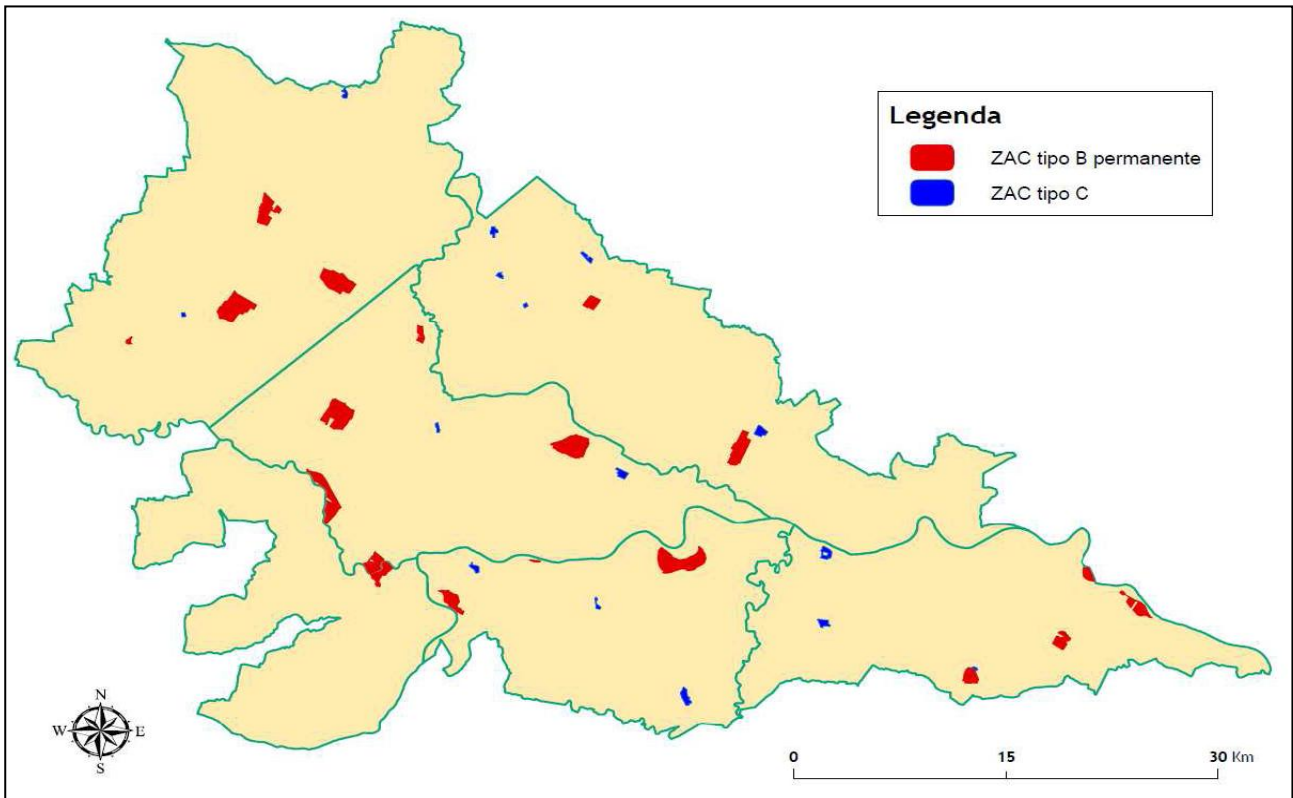 Legenda
ZAC tipo B permanente
ZAC tipo C
N
W E
S
0 15 30 Km